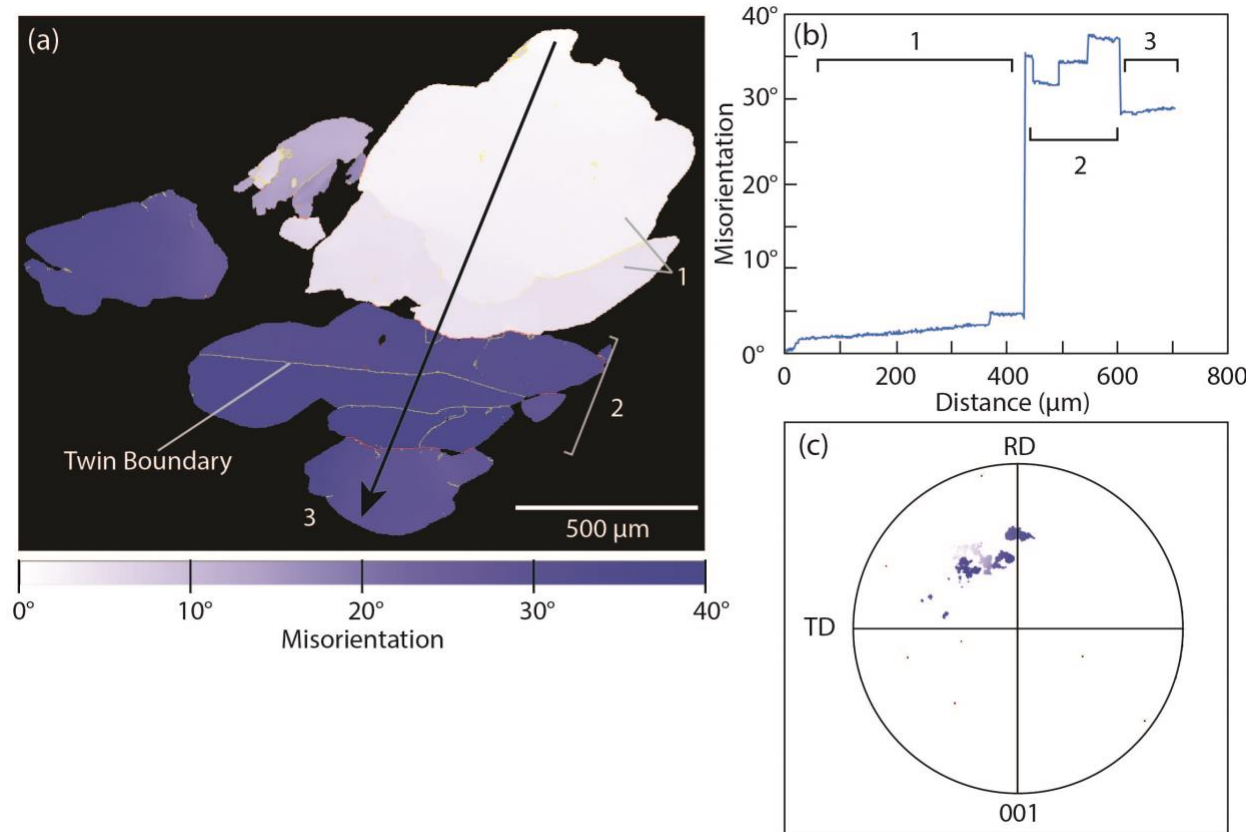 (a)
1
2
Twin Boundary
3
500 μm
0°
10°
20°
30°
40°
Misorientation
(b)
40°
30°
20°
10°
0°
Misorientation
1
3
2
0
200
400
600
800
Distance (μm)
(c)
RD
TD
001